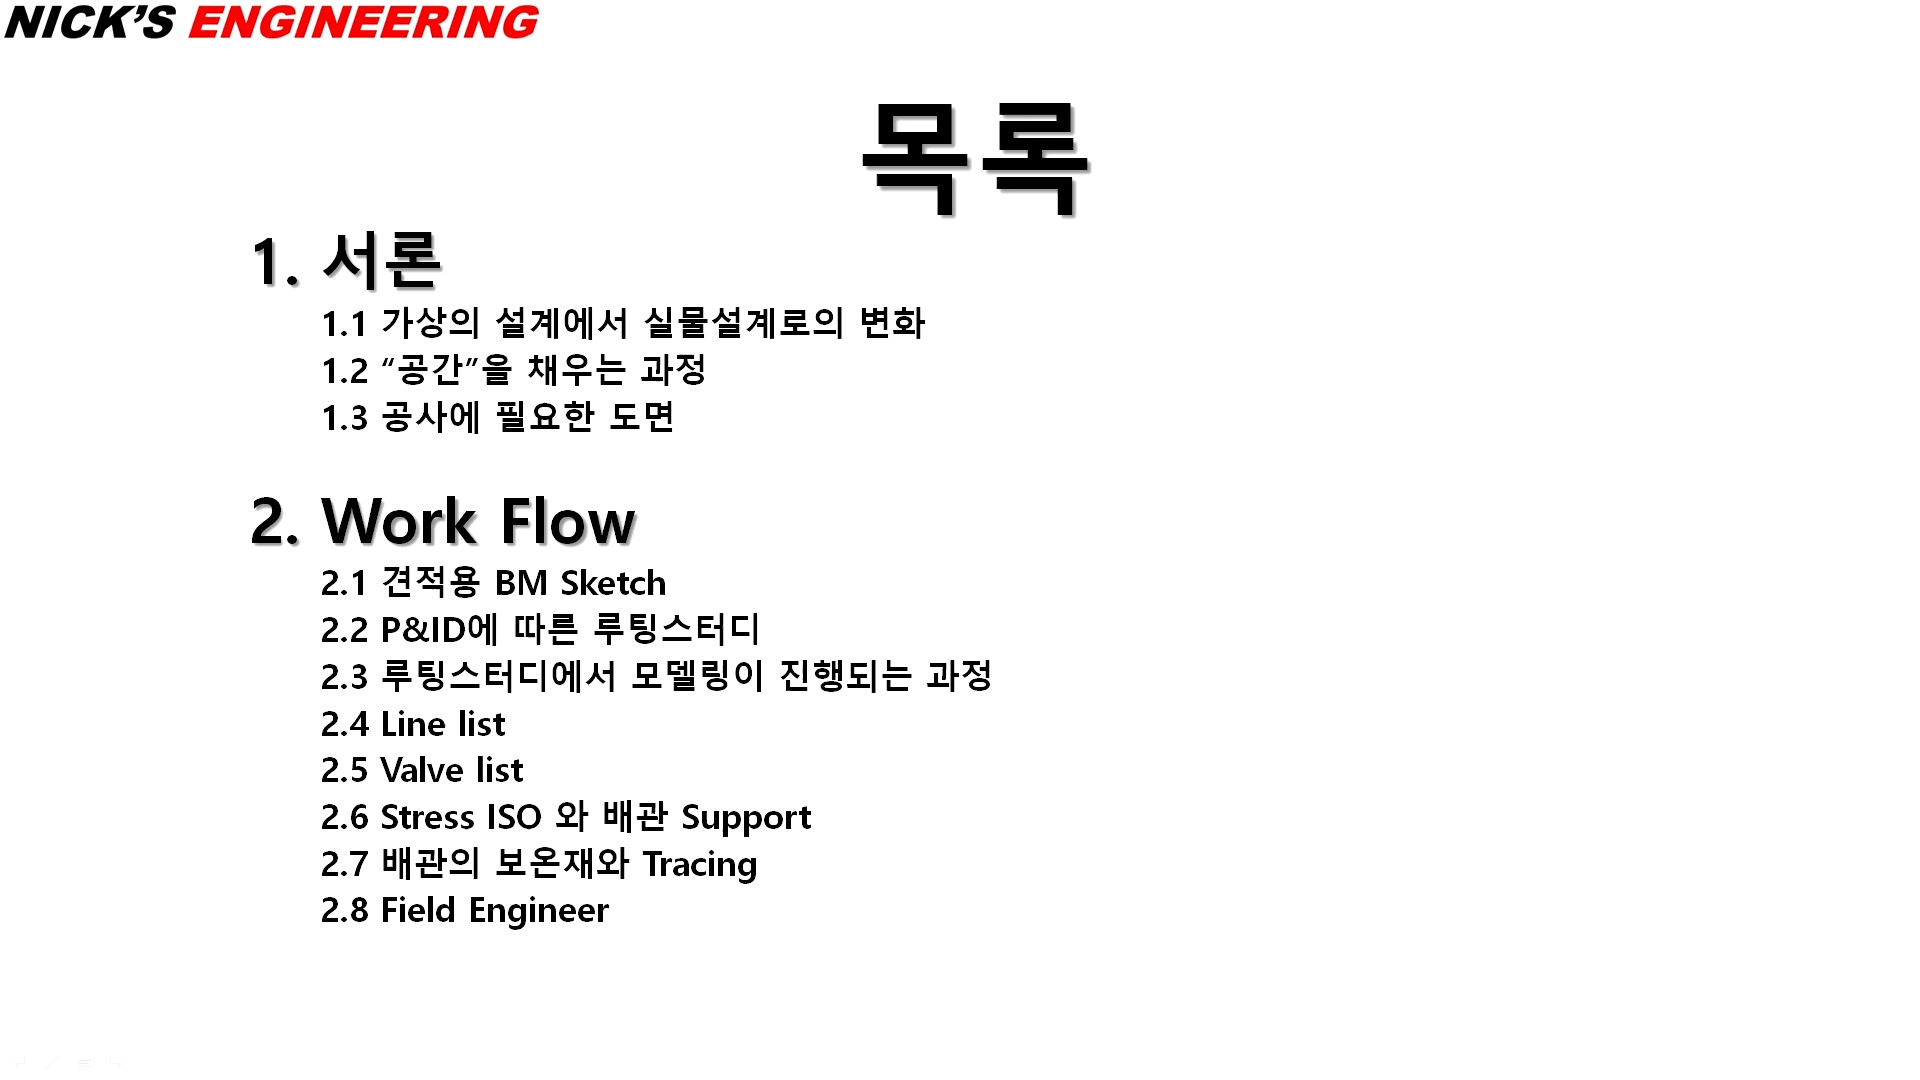 NICK’S ENGINEERING
목록
1. 서론
1.1 가상의 설계에서 실물설계로의 변화
1.2 “공간”을 채우는 과정
1.3 공사에 필요한 도면
2. Work Flow
2.1 견적용 BM Sketch
2.2 P&ID에 따른 루팅스터디
2.3 루팅스터디에서 모델링이 진행되는 과정
2.4 Line list
2.5 Valve list
2.6 Stress ISO 와 배관 Support
2.7 배관의 보온재와 Tracing
2.8 Field Engineer